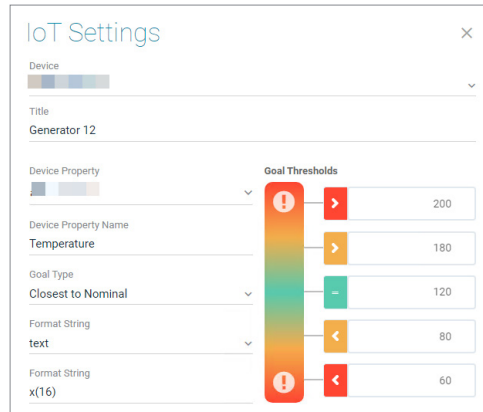 IoT Settings
Device
Title
Generator 12
Device Property
Device Property Name
Temperature
Goal Type
Closest to Nominal
Format String
text
Format String
x(16)
Goal Thresholds
! > 200
> 180
= 120
< 80
! < 60